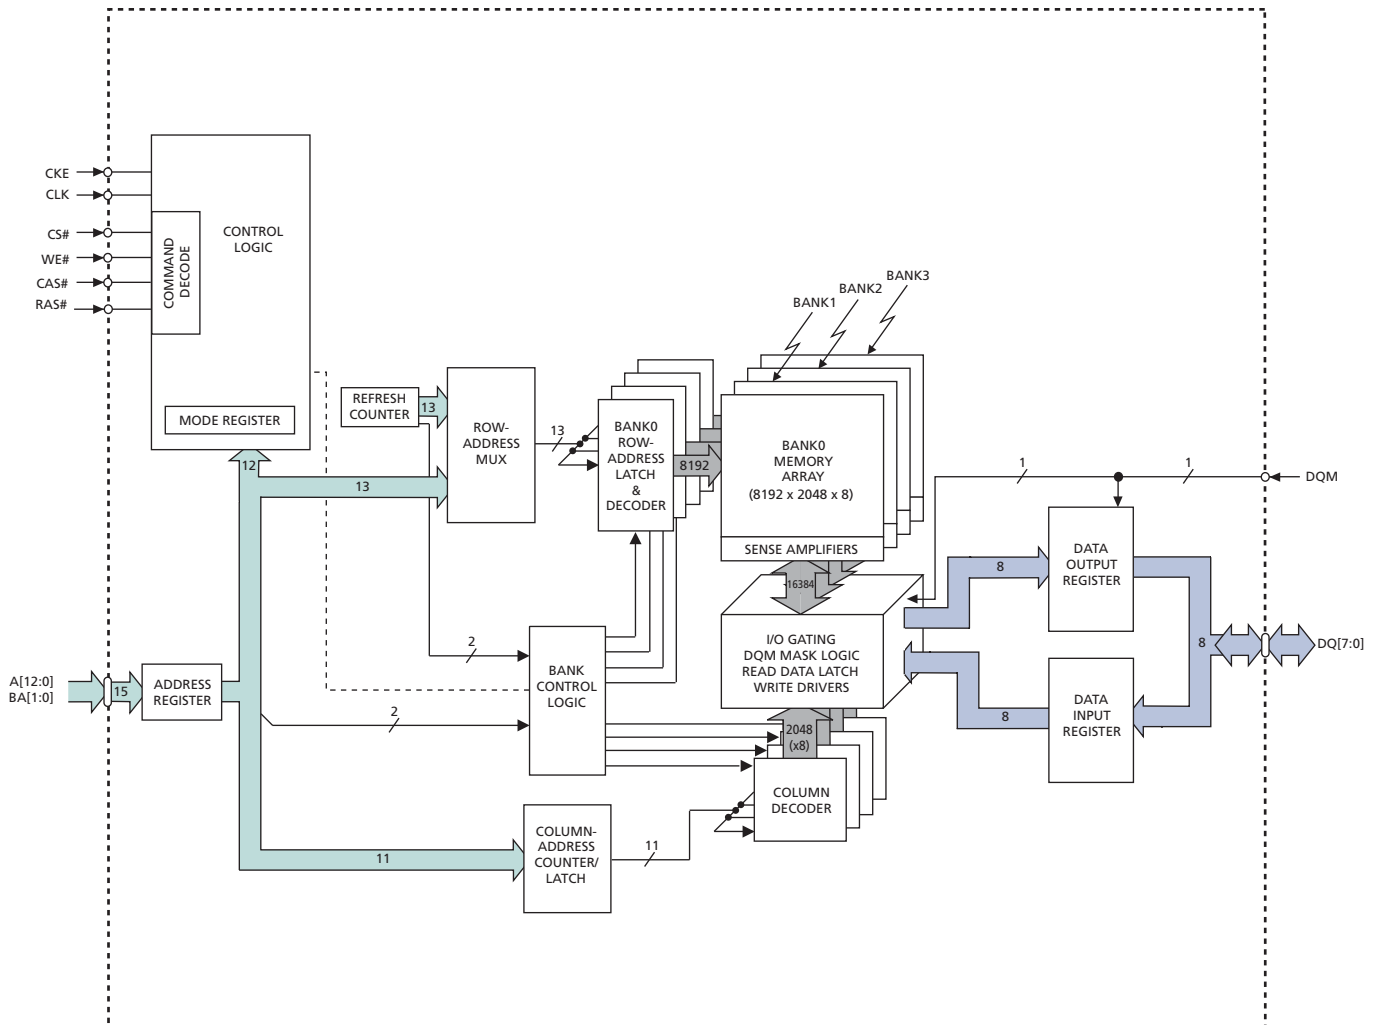 CKE
CLK
CS#
WE#
CAS#
RAS#
COMMAND
DECODE
CONTROL
LOGIC
MODE REGISTER
12
REFRESH
COUNTER
13
13
ROW-
ADDRESS
MUX
13
BANK0
ROW-
ADDRESS
LATCH
&
DECODER
8192
BANK1
BANK2
BANK3
BANK0
MEMORY
ARRAY
(8192 x 2048 x 8)
SENSE AMPLIFIERS
16384
I/O GATING
DQM MASK LOGIC
READ DATA LATCH
WRITE DRIVERS
1
1
DQM
DATA
OUTPUT
REGISTER
8
8
DQ[7:0]
DATA
INPUT
REGISTER
8
A[12:0]
BA[1:0]
15
ADDRESS
REGISTER
2
2
BANK
CONTROL
LOGIC
2048
(x8)
COLUMN
DECODER
11
COLUMN-
ADDRESS
COUNTER/
LATCH
11